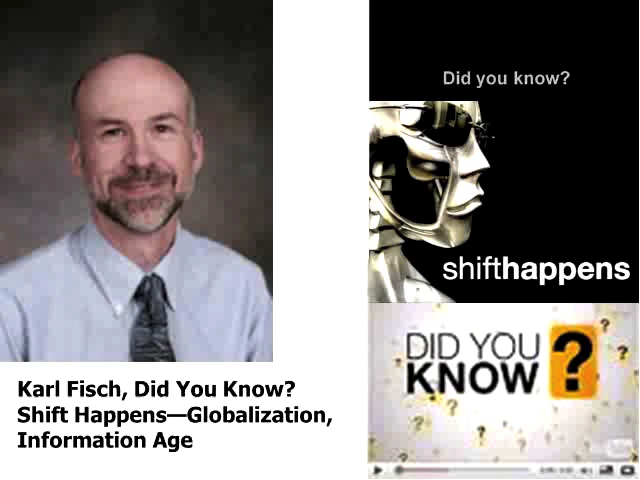 Did you know?
shifthappens
DID YOU
KNOW ?
Karl Fisch, Did You Know?
Shift Happens—Globalization,
Information Age